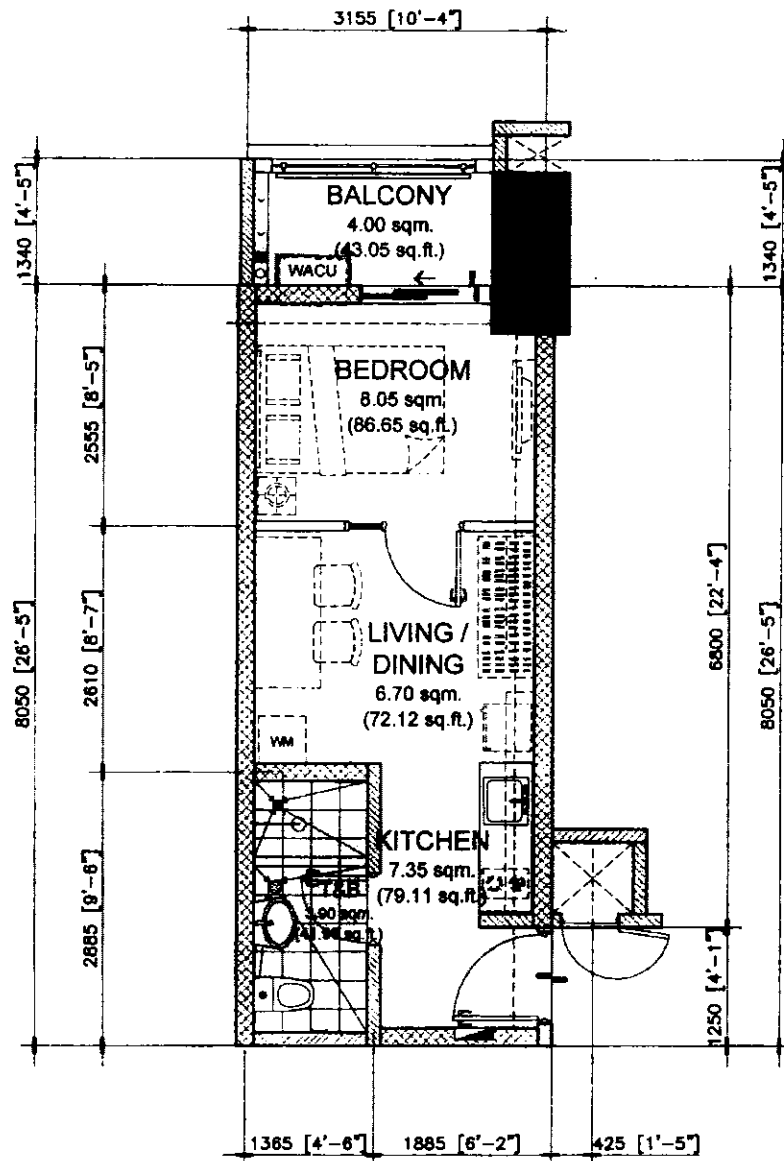 3155 [10'-4"]
1340 [4'-5"]
1340 [4'-5"]
BALCONY
4.00 sqm.
(43.05 sq.ft.)
WACU
2555 [8'-5"]
BEDROOM
8.05 sqm.
(86.65 sq.ft.)
8050 [26'-5"]
2610 [8'-7"]
LIVING /
DINING
6.70 sqm.
(72.12 sq.ft.)
WM
6800 [22'-4"]
8050 [26'-5"]
2885 [9'-6"]
KITCHEN
7.35 sqm.
(79.11 sq.ft.)
T&B
3.90 sqm.
1250 [4'-1"]
1365 [4'-6"]
1885 [6'-2"]
425 [1'-5"]